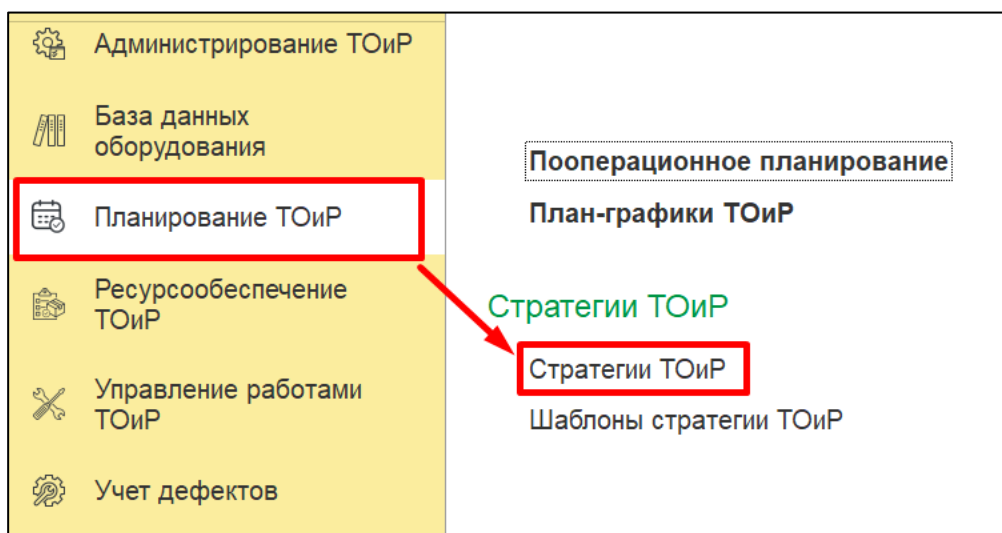 Администрирование ТОиР
База данных
оборудования
Планирование ТОиР
Ресурсообеспечение
ТОиР
Управление работами
ТОиР
Учет дефектов
Пооперационное планирование
План-графики ТОиР
Стратегии ТОиР
Стратегии ТОиР
Шаблоны стратегии ТОиР